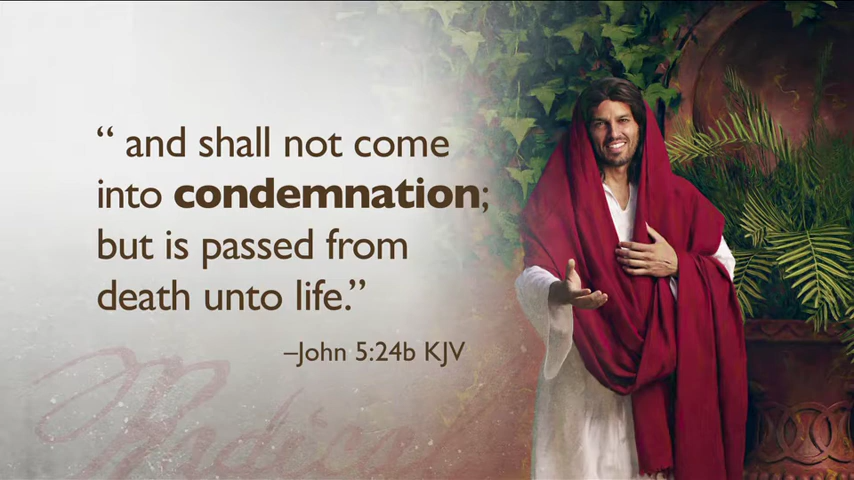 “ and shall not come
into condemnation;
but is passed from
death unto life.”
–John 5:24b KJV